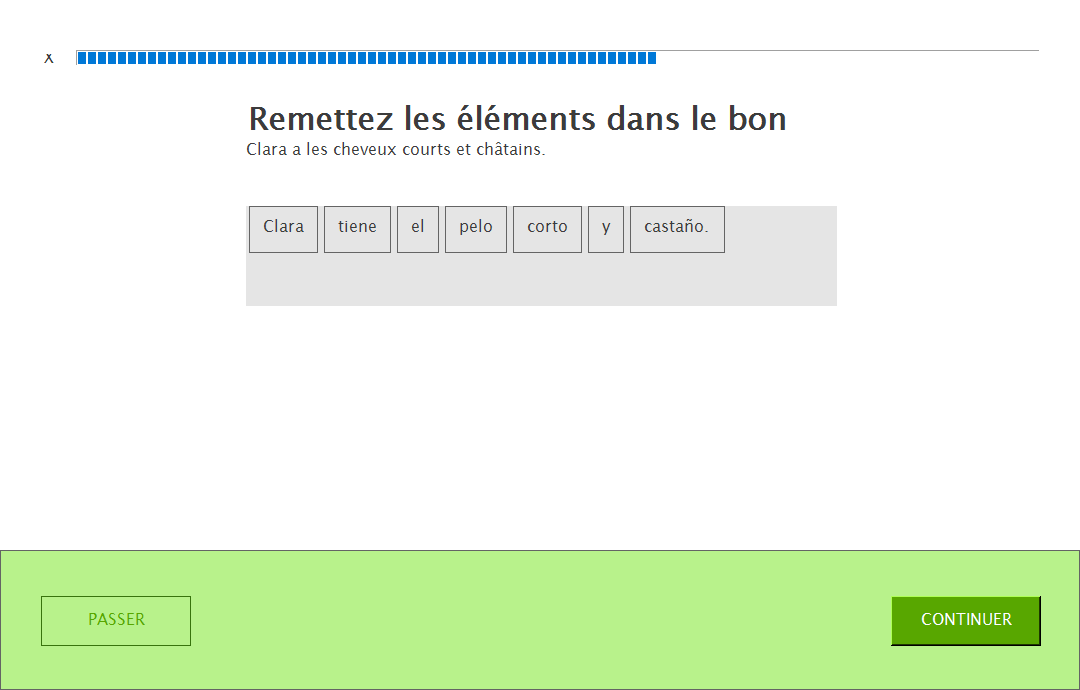 X
Remettez les éléments dans le bon
Clara a les cheveux courts et châtains.
Clara tiene el pelo corto y castaño.
PASSER CONTINUER